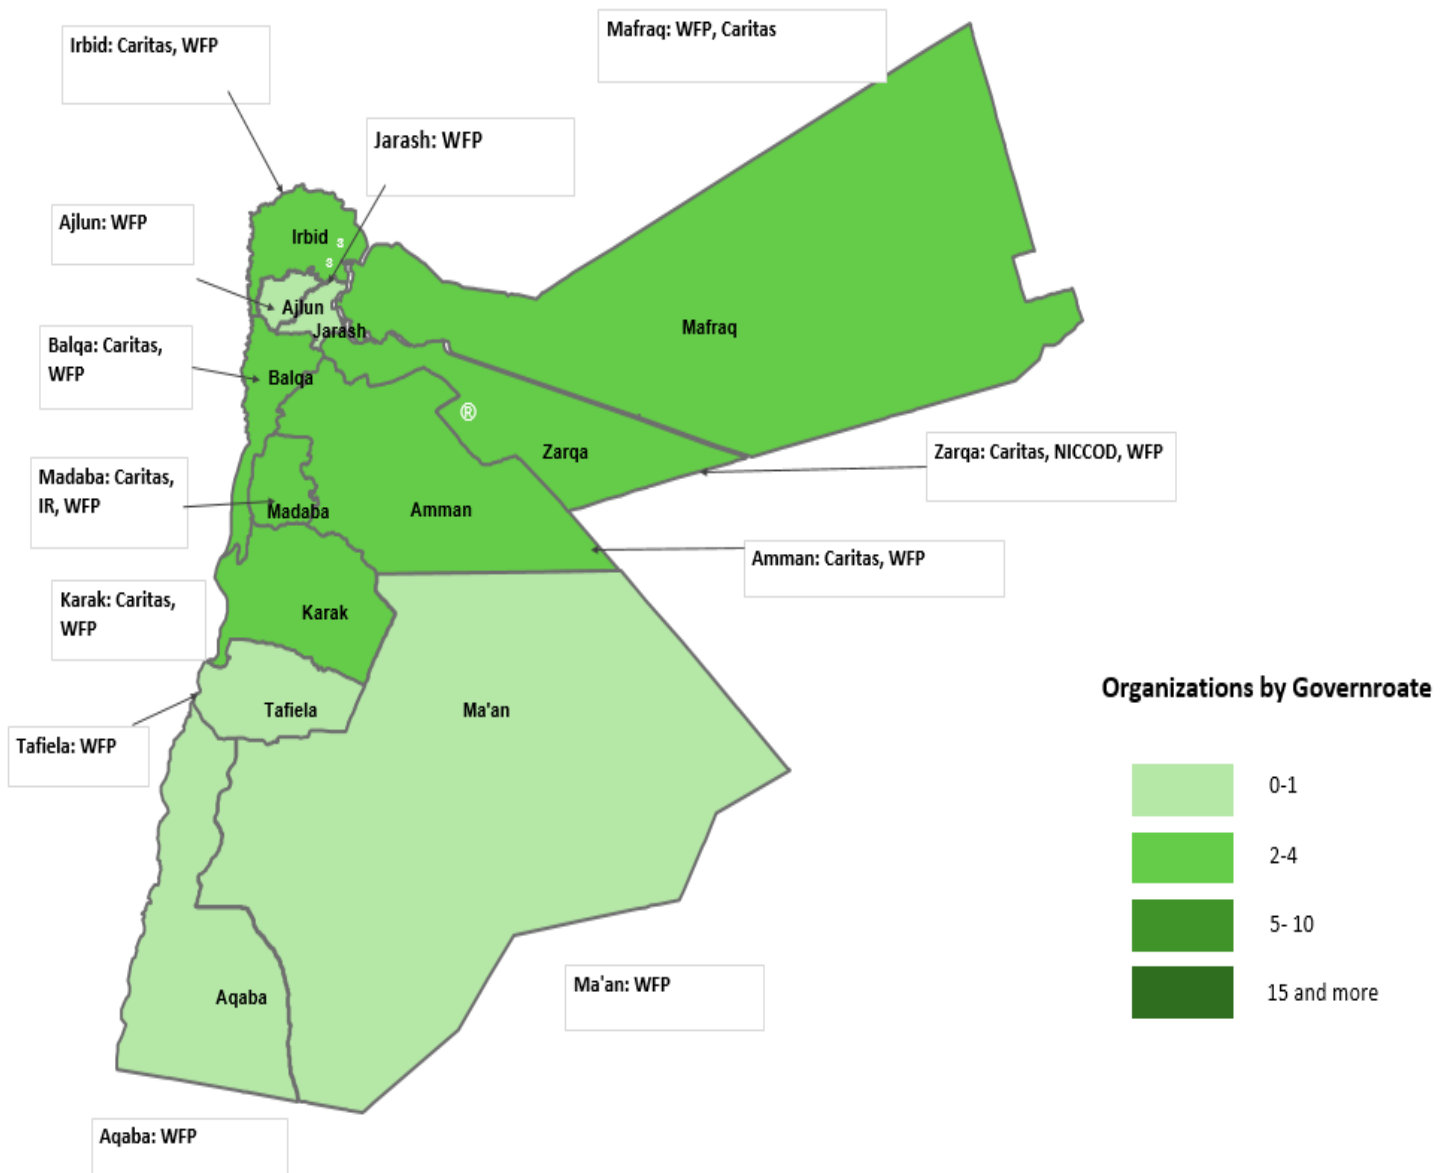 Mafraq: WFP, Caritas
Irbid: Caritas, WFP
Jarash: WFP
Ajlun: WFP
Irbid
3
3
Ajlun
Jarash
Mafraq
Balqa: Caritas,
WFP
Balqa
®
Zarqa
Zarqa: Caritas, NICCOD, WFP
Madaba: Caritas,
IR, WFP
Madaba
Amman
Amman: Caritas, WFP
Karak: Caritas,
WFP
Karak
Tafiela
Ma'an
Tafiela: WFP
Organizations by Governroate
0-1
2-4
5- 10
15 and more
Ma'an: WFP
Aqaba
Aqaba: WFP